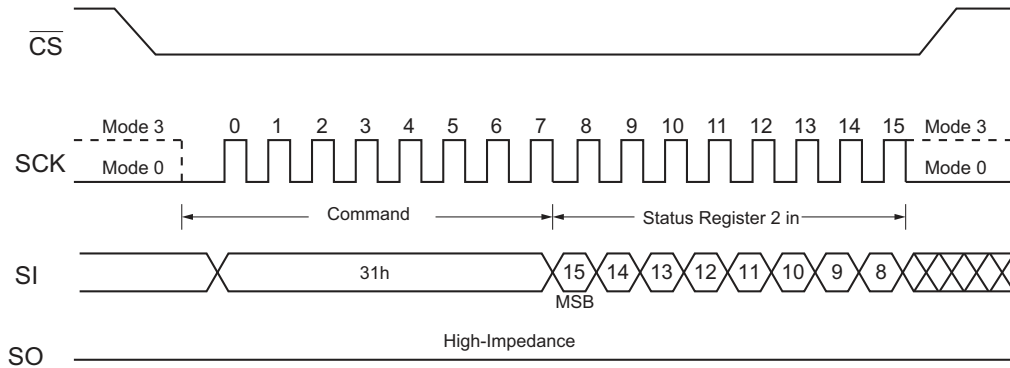 CS
Mode 3 0 1 2 3 4 5 6 7 8 9 10 11 12 13 14 15 Mode 3
SCK
Mode 0 Mode 0
Command Status Register 2 in
SI 31h 15 14 13 12 11 10 9 8
MSB
High-Impedance
SO